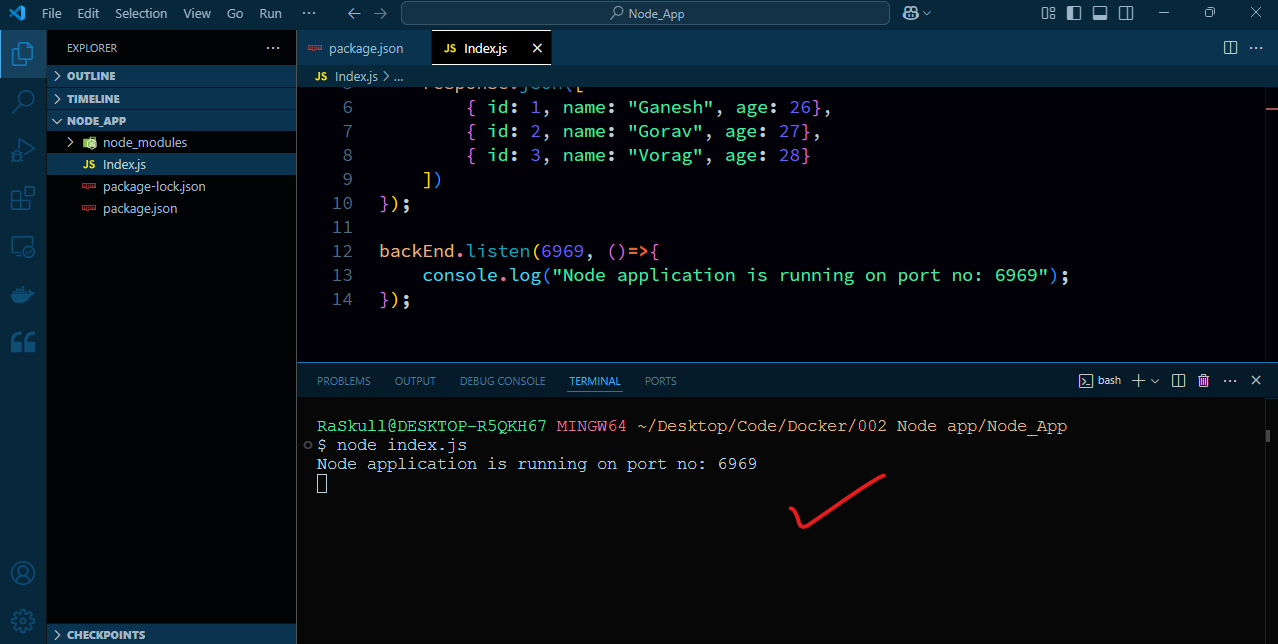 File Edit Selection View Go Run ... Node_App
EXPLORER ...
OUTLINE
TIMELINE
NODE_APP
node_modules
JS Index.js
package-lock.json
package.json
CHECKPOINTS
package.json JS Index.js
JS Index.js > ...
6 { id: 1, name: "Ganesh", age: 26},
7 { id: 2, name: "Gorav", age: 27},
8 { id: 3, name: "Vorag", age: 28}
9 ])
10 });
11
12 backEnd.listen(6969, ()=>{
13 console.log("Node application is running on port no: 6969");
14 });
PROBLEMS OUTPUT DEBUG CONSOLE TERMINAL PORTS bash
RaSkull@DESKTOP-R5QKH67 MINGW64 ~/Desktop/Code/Docker/002 Node app/Node_App
$ node index.js
Node application is running on port no: 6969